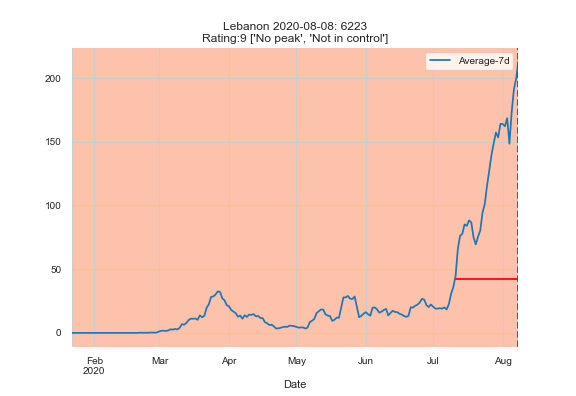 Lebanon 2020-08-08: 6223
Rating:9 ['No peak', 'Not in control']
Average-7d
200
150
100
50
0
Feb
2020
Mar
Apr
May
Jun
Jul
Aug
Date